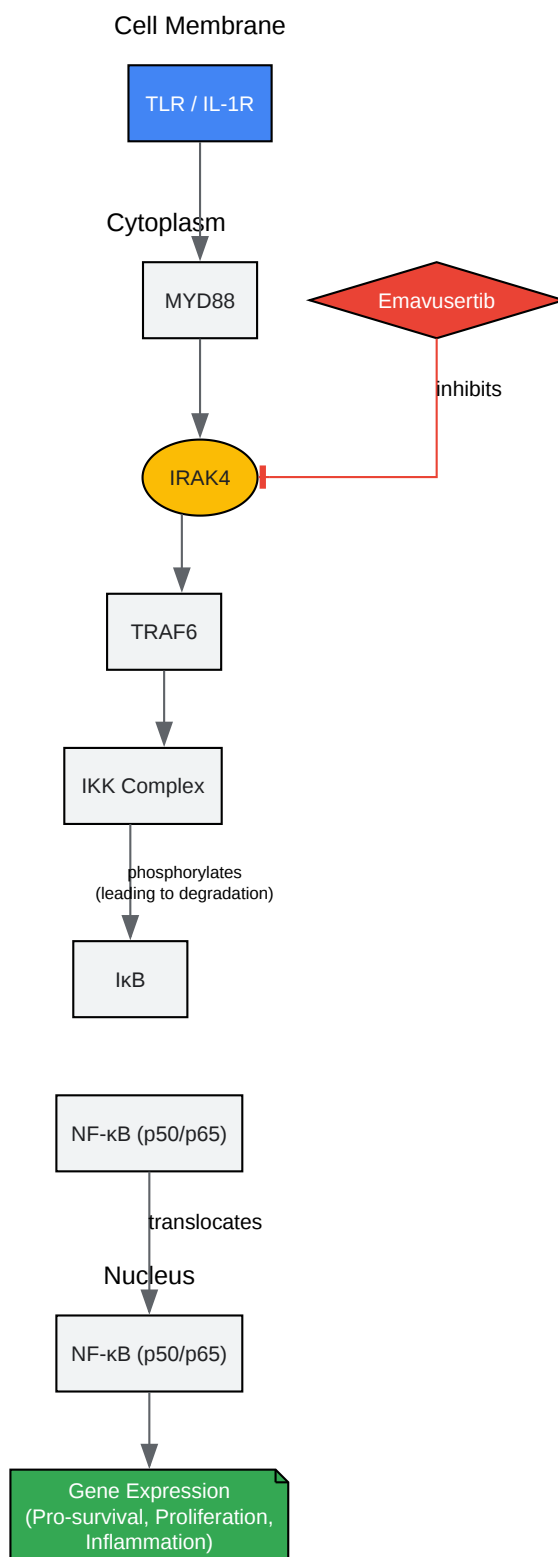 Cell Membrane
TLR / IL-1R
Cytoplasm
MYD88
Emavusertib
inhibits
IRAK4
TRAF6
IKK Complex
phosphorylates
(leading to degradation)
IκB
NF-κB (p50/p65)
translocates
Nucleus
NF-κB (p50/p65)
Gene Expression
(Pro-survival, Proliferation,
Inflammation)